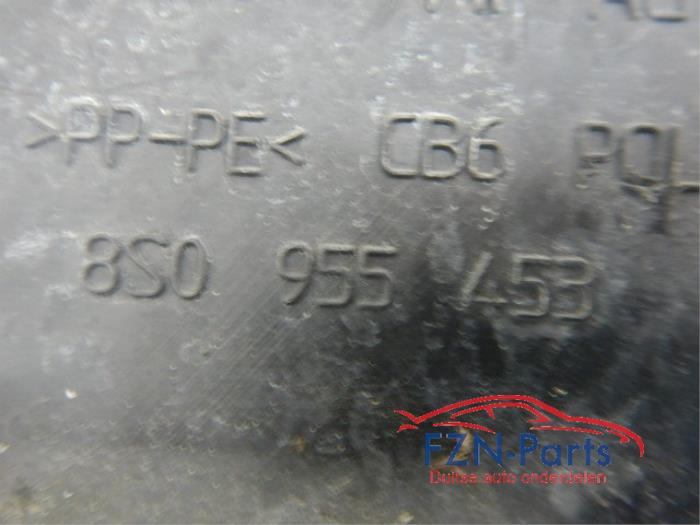 >PP-PE< CB6
8S0 955 453
FZN-Parts
Duitse auto onderdelen